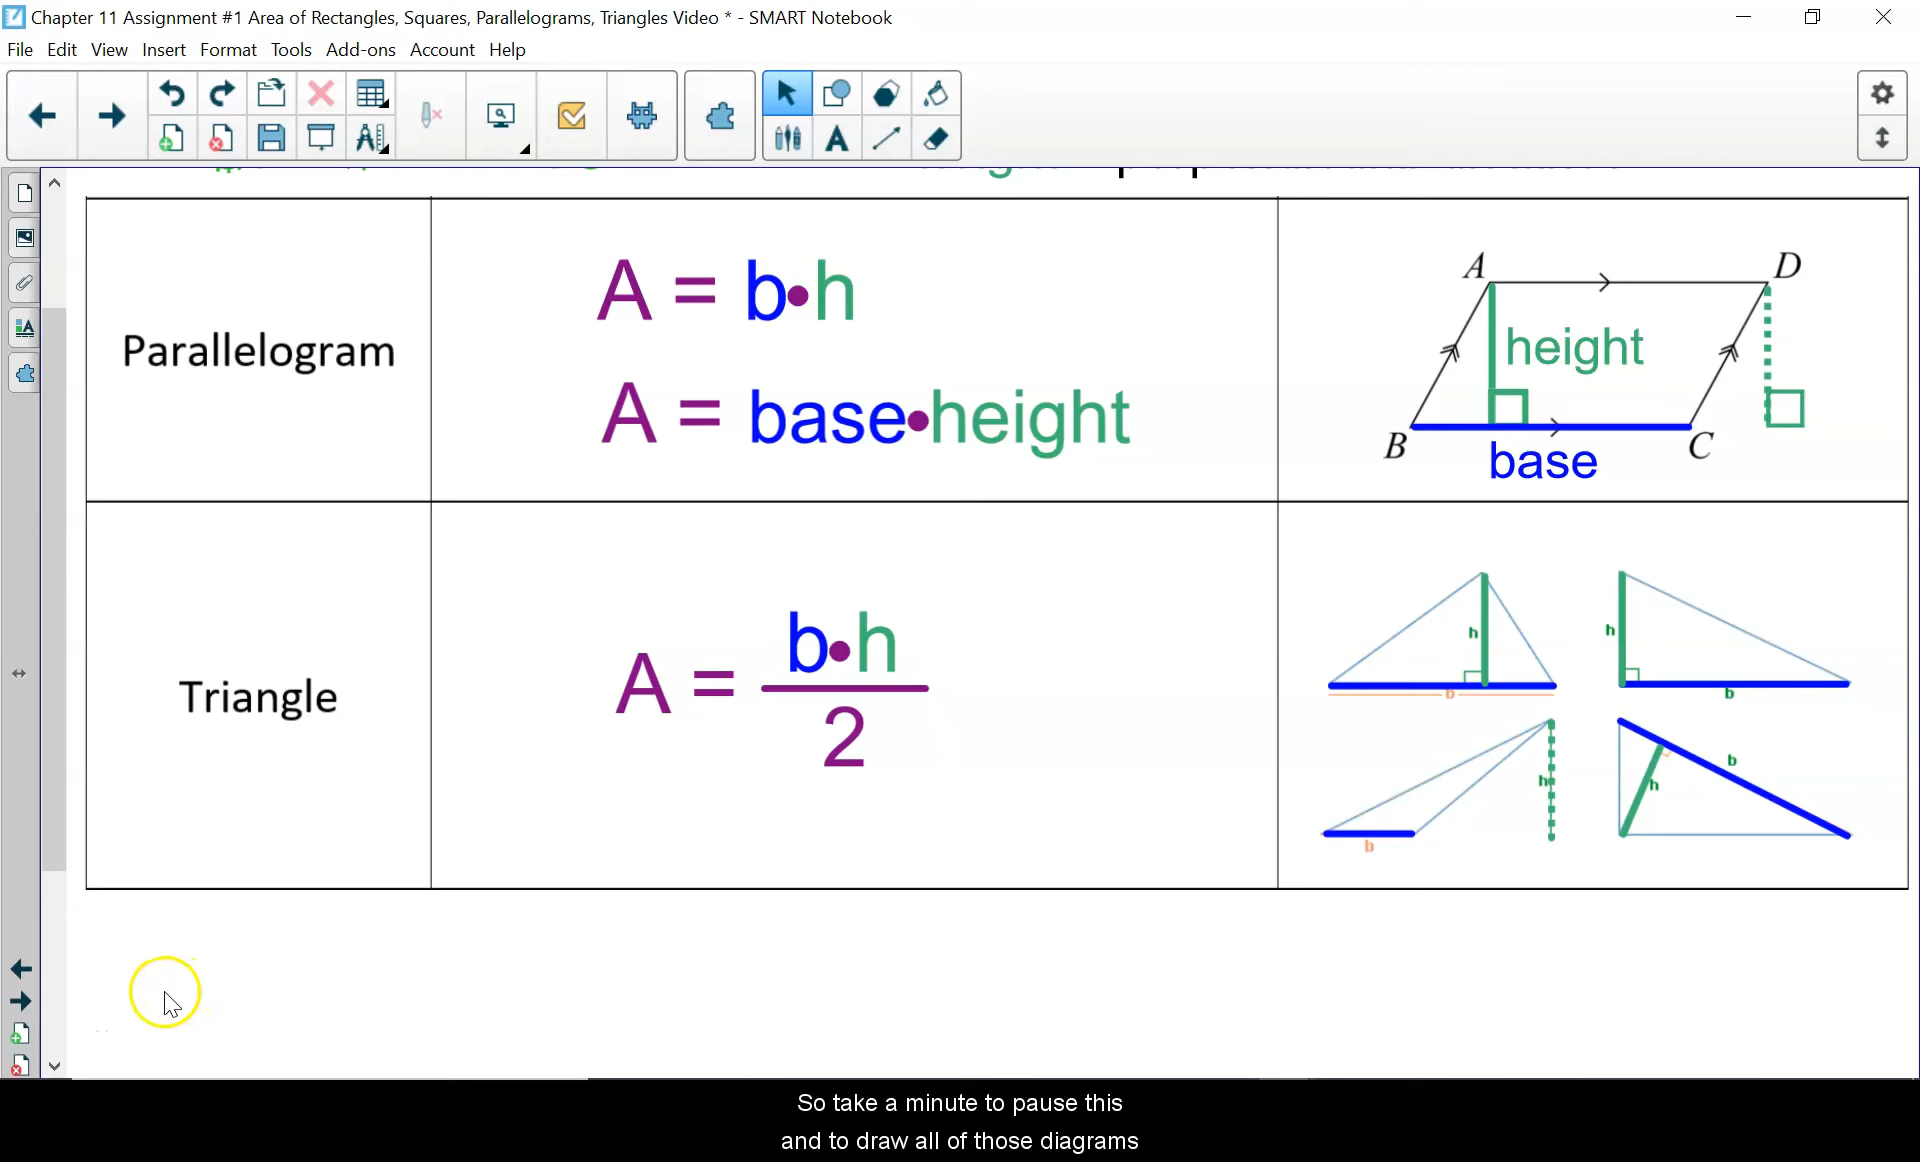 Chapter 11 Assignment #1 Area of Rectangles, Squares, Parallelograms, Triangles Video * - SMART Notebook
File Edit View Insert Format Tools Add-ons Account Help
Parallelogram
A = b•h
A = base•height
A
D
height
B
C
base
Triangle
A = b•h
2
h
b
h
b
h
b
h
b
So take a minute to pause this
and to draw all of those diagrams